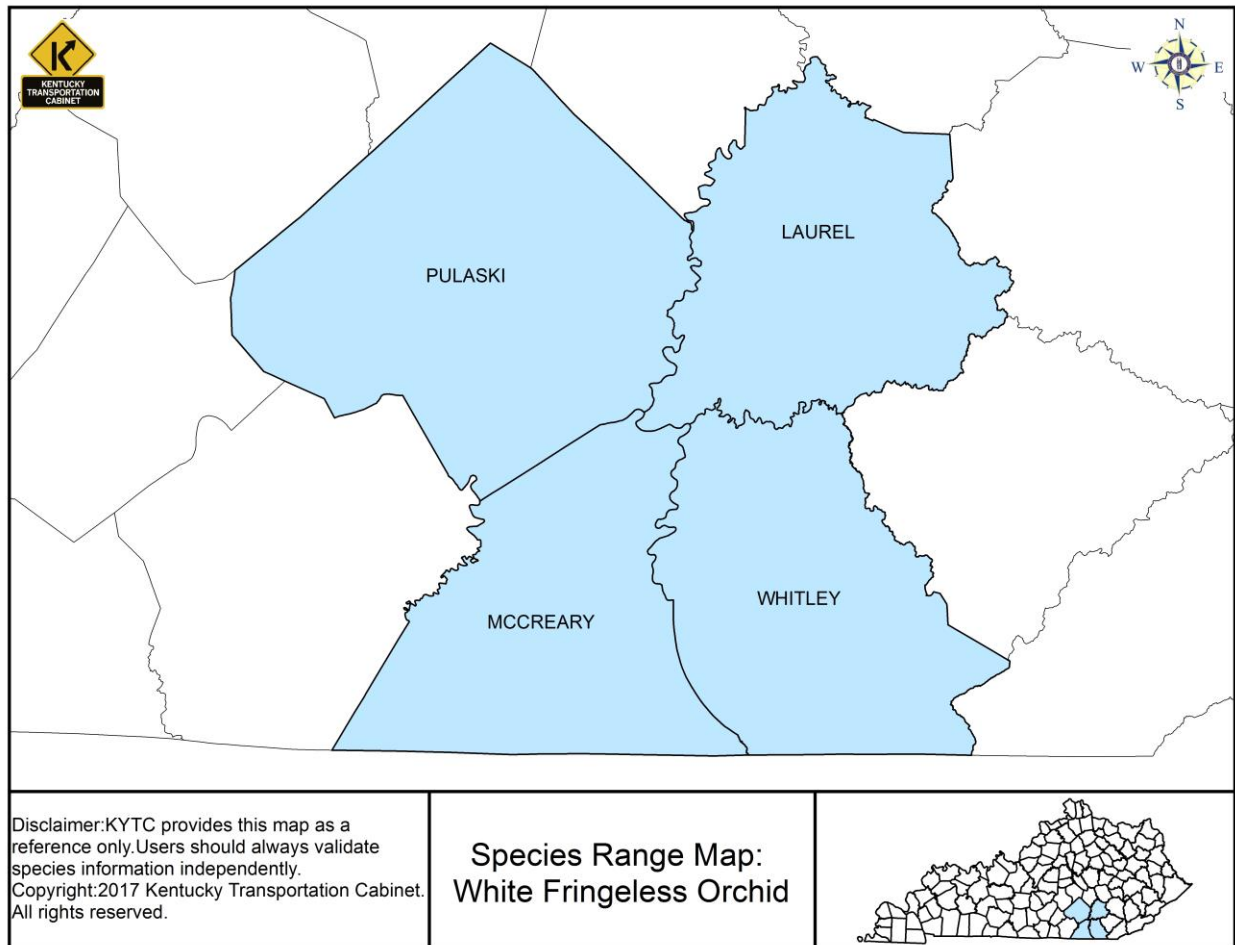 KENTUCKY
TRANSPORTATION
CABINET
N
W E
S
PULASKI
LAUREL
MCCREARY
WHITLEY
Disclaimer:KYTC provides this map as a
reference only.Users should always validate
species information independently.
Copyright:2017 Kentucky Transportation Cabinet.
All rights reserved.
Species Range Map:
White Fringeless Orchid